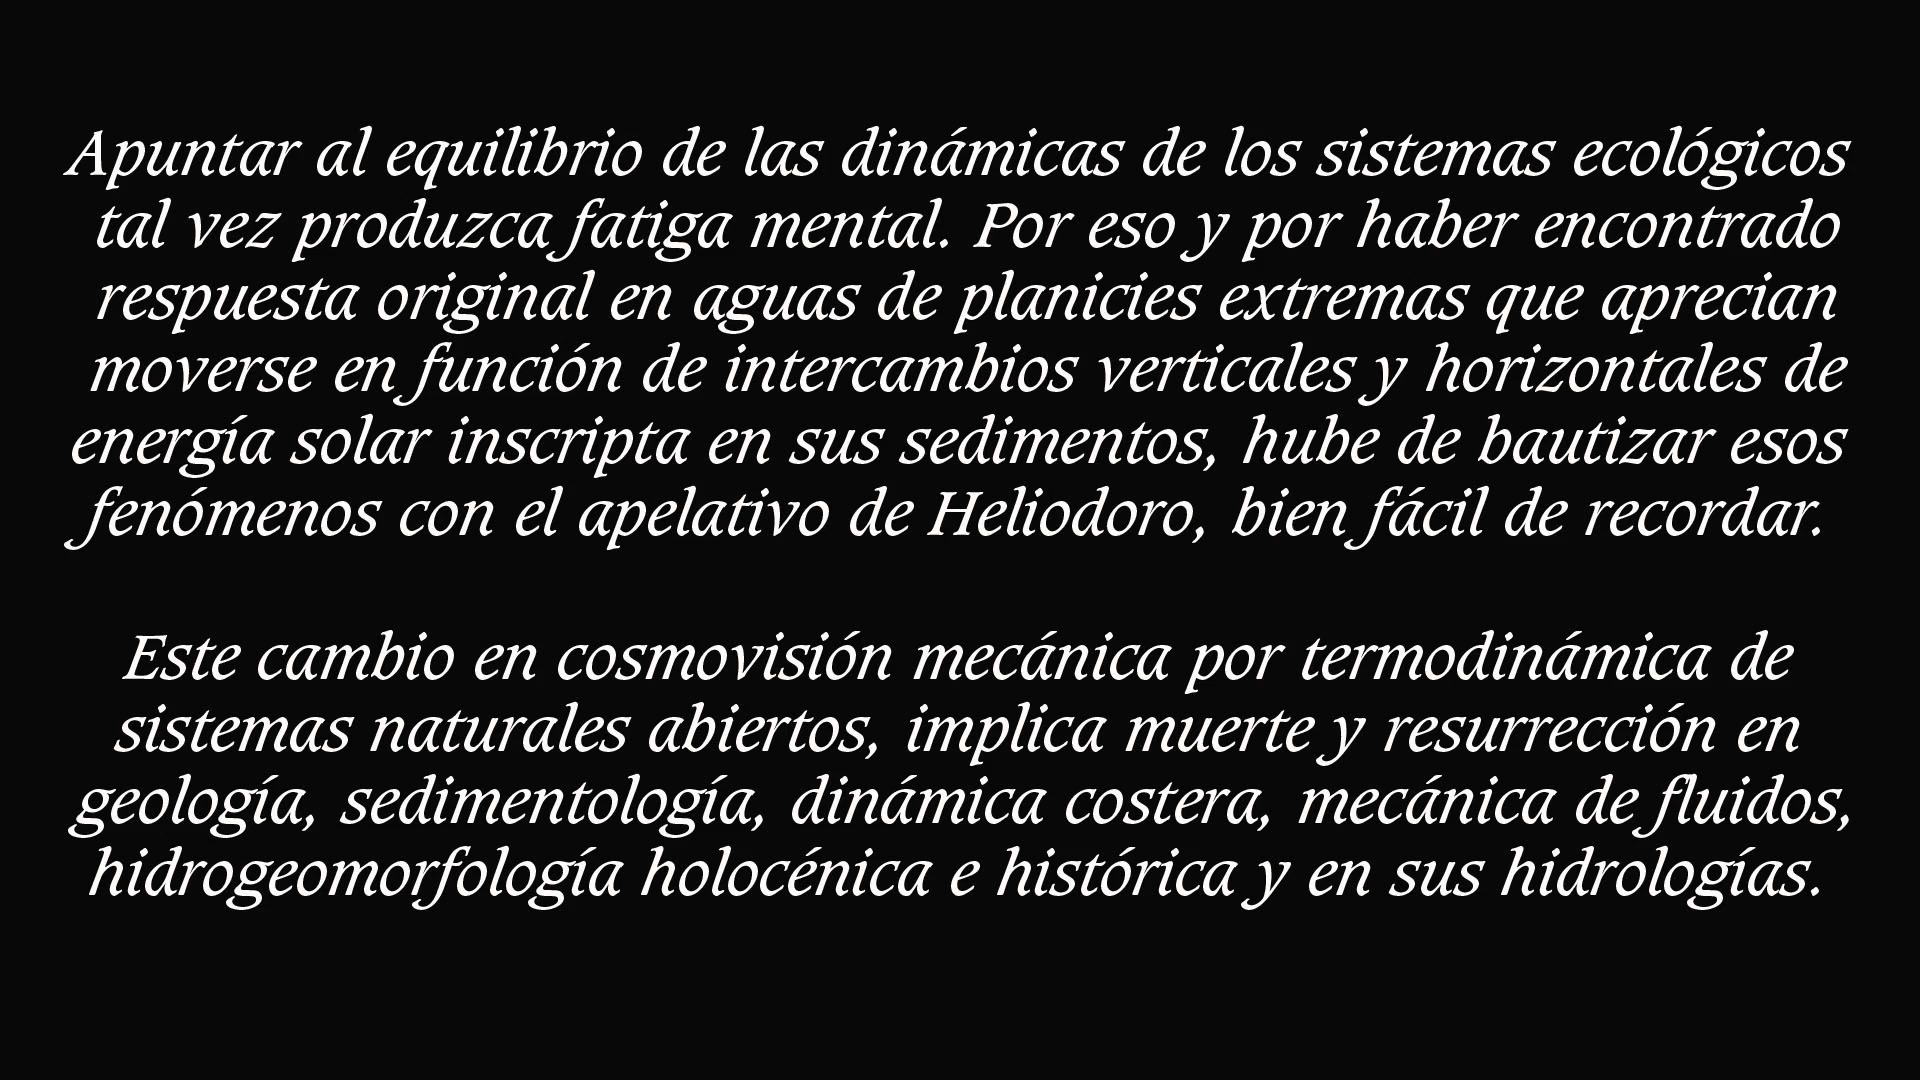 Apuntar al equilibrio de las dinámicas de los sistemas ecológicos
tal vez produzca fatiga mental. Por eso y por haber encontrado
respuesta original en aguas de planicies extremas que aprecian
moverse en función de intercambios verticales y horizontales de
energía solar inscripta en sus sedimentos, hube de bautizar esos
fenómenos con el apelativo de Heliodoro, bien fácil de recordar.
Este cambio en cosmovisión mecánica por termodinámica de
sistemas naturales abiertos, implica muerte y resurrección en
geología, sedimentología, dinámica costera, mecánica de fluidos,
hidrogeomorfología holocénica e histórica y en sus hidrologías.